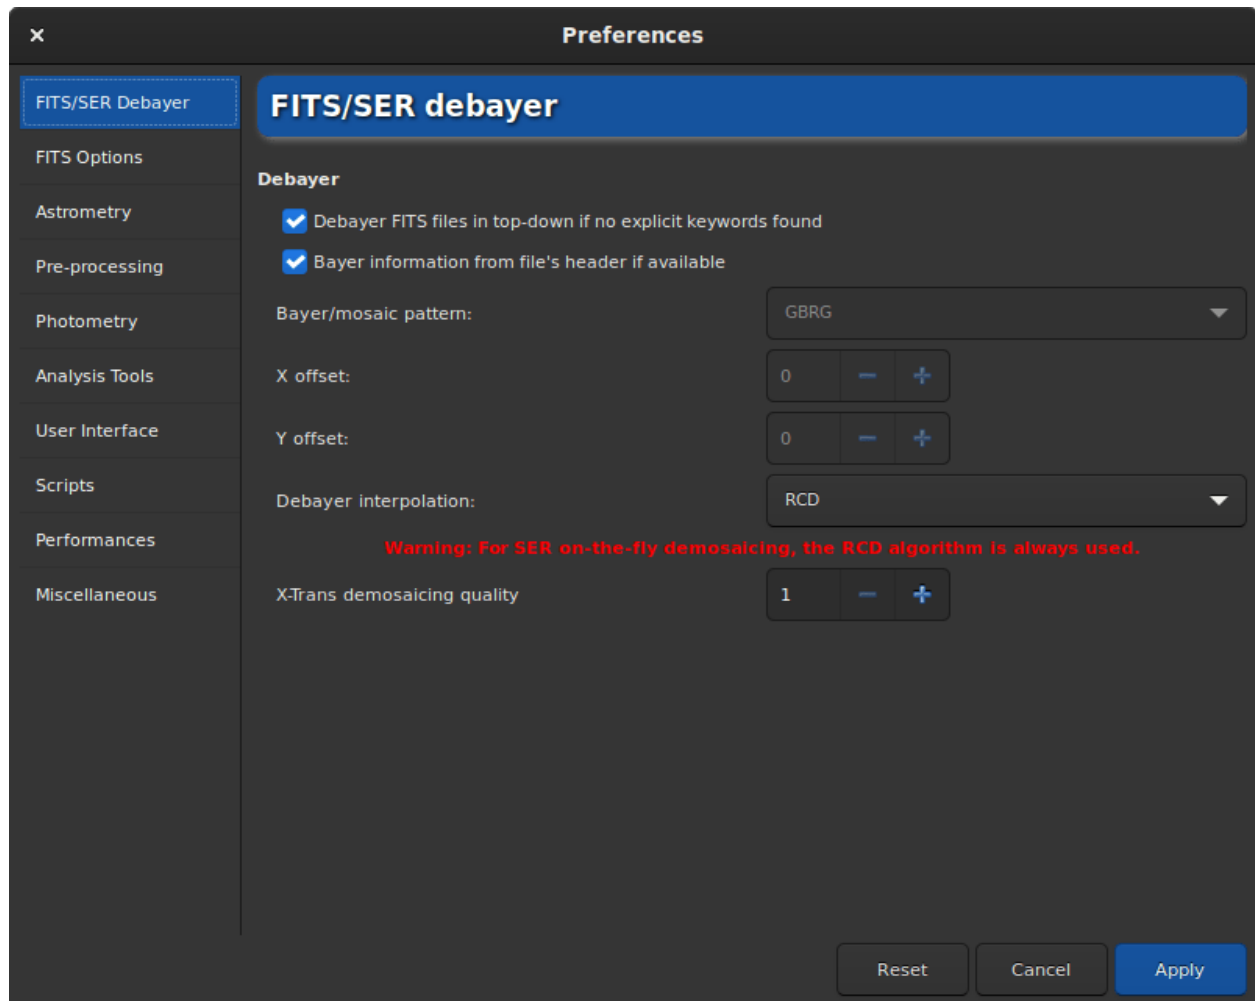 Preferences
FITS/SER Debayer
FITS Options
Astrometry
Pre-processing
Photometry
Analysis Tools
User Interface
Scripts
Performances
Miscellaneous
FITS/SER debayer
Debayer
Debayer FITS files in top-down if no explicit keywords found
Bayer information from file's header if available
Bayer/mosaic pattern: GBRG
X offset: 0
Y offset: 0
Debayer interpolation: RCD
Warning: For SER on-the-fly demosaicing, the RCD algorithm is always used.
X-Trans demosaicing quality 1
Reset Cancel Apply